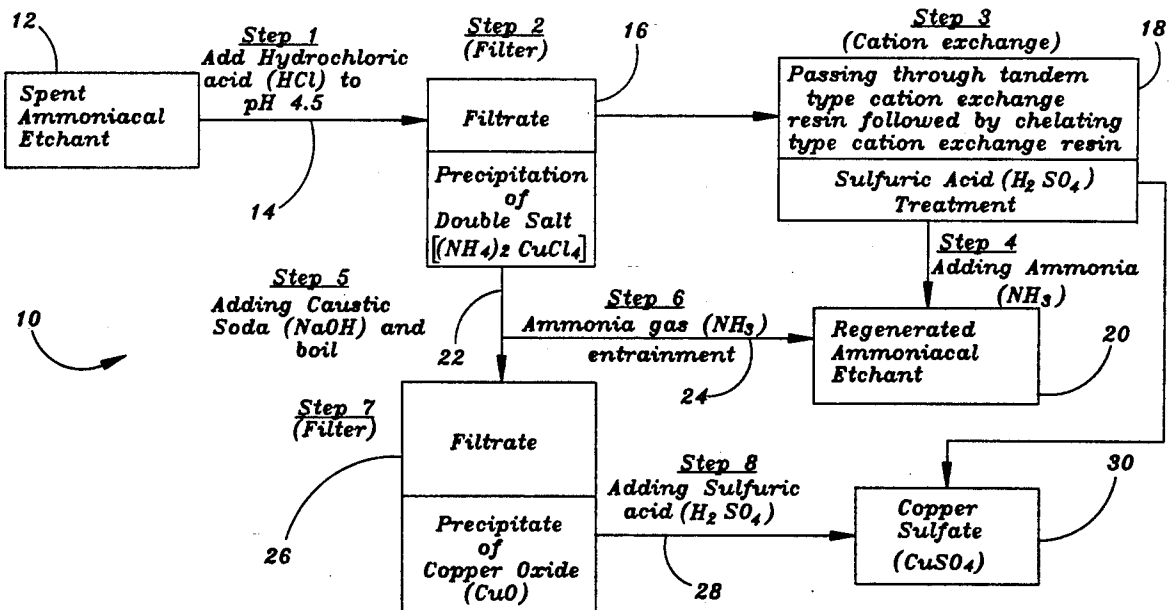 12
Spent
Ammoniacal
Etchant
Step 1
Add Hydrochloric
acid (HCl) to
pH 4.5
14
Step 2
(Filter)
16
Filtrate
Precipitation
of
Double Salt
[(NH4)2 CuCl4]
Step 3
(Cation exchange)
18
Passing through tandem
type cation exchange
resin followed by chelating
type cation exchange resin
Sulfuric Acid (H2 SO4)
Treatment
Step 4
Adding Ammonia
(NH3)
Step 5
Adding Caustic
Soda (NaOH) and
boil
10
22
Step 6
Ammonia gas (NH3)
entrainment
24
Regenerated
Ammoniacal
Etchant
20
Step 7
(Filter)
26
Filtrate
Precipitate
of
Copper Oxide
(CuO)
Step 8
Adding Sulfuric
acid (H2 SO4)
28
Copper
Sulfate
(CuSO4)
30